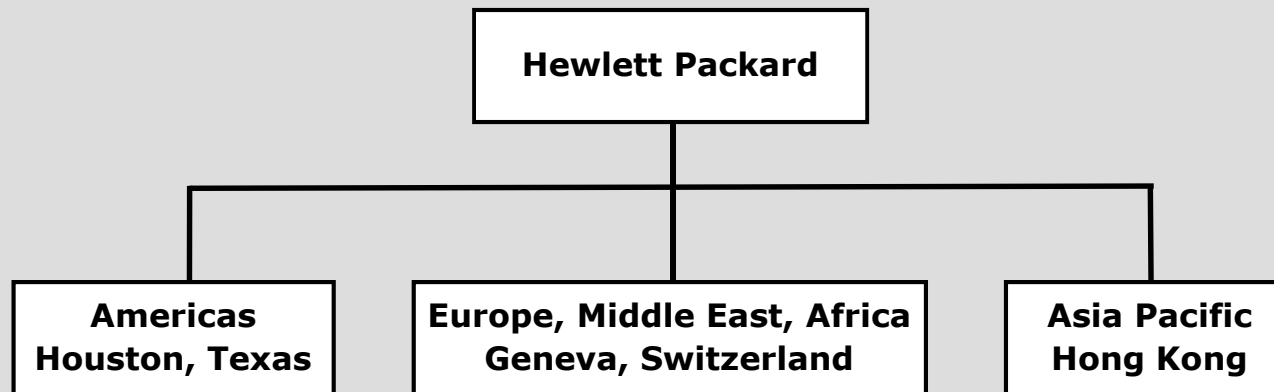 Hewlett Packard
Americas
Houston, Texas
Europe, Middle East, Africa
Geneva, Switzerland
Asia Pacific
Hong Kong